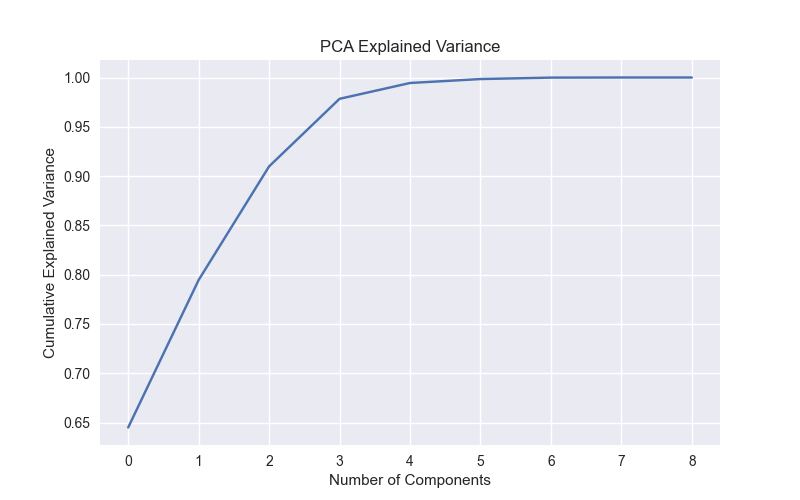 PCA Explained Variance
1.00
0.95
0.90
0.85
0.80
0.75
0.70
0.65
Cumulative Explained Variance
0 1 2 3 4 5 6 7 8
Number of Components